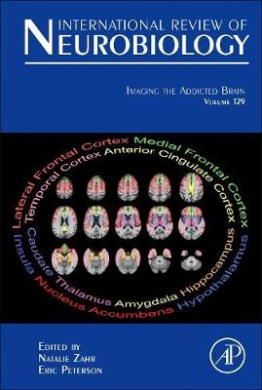 INTERNATIONAL REVIEW OF
NEUROBIOLOGY
IMAGING THE ADDICTED BRAIN
VOLUME 129
Lateral Frontal Cortex Medial Frontal Cortex
Temporal Cortex Anterior Cingulate Cortex
Insula Caudate Thalamus Amygdala Hippocampus Hypothalamus
Nucleus Accumbens
EDITED BY
NATALIE ZAHR
ERIC PETERSON